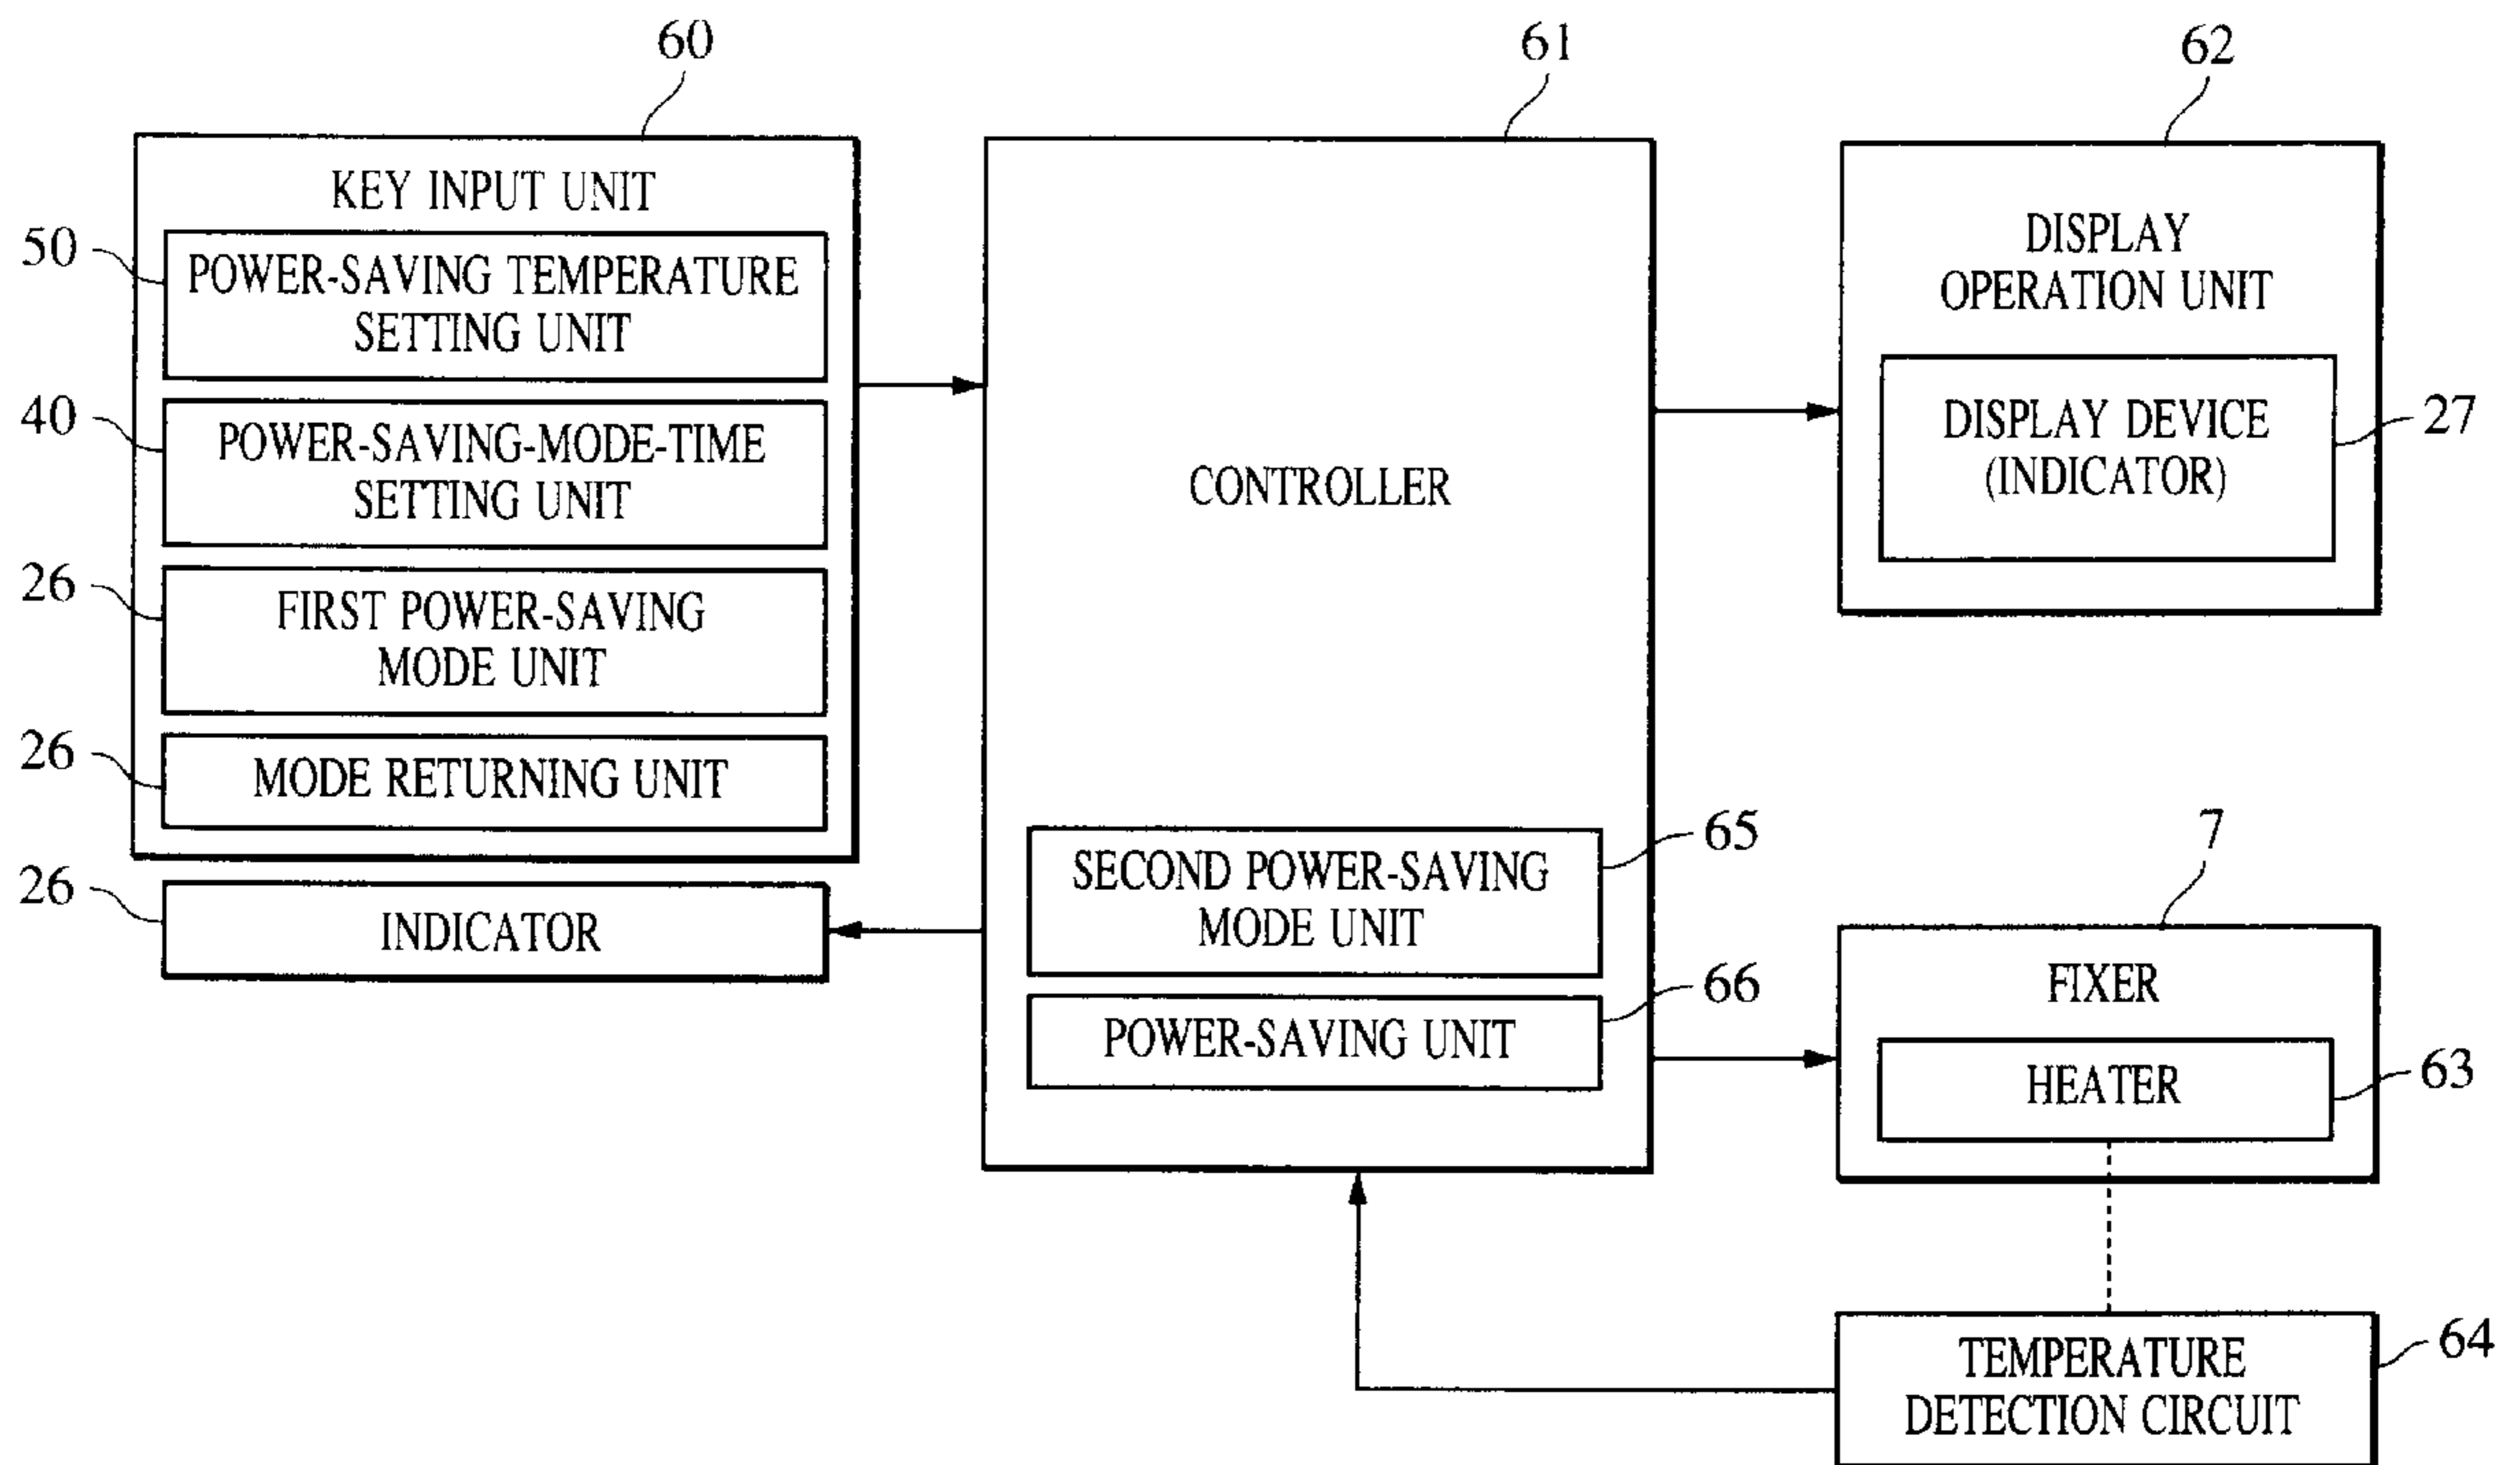 60
KEY INPUT UNIT
50
POWER-SAVING TEMPERATURE
SETTING UNIT
40
POWER-SAVING-MODE-TIME
SETTING UNIT
26
FIRST POWER-SAVING
MODE UNIT
26
MODE RETURNING UNIT
26
INDICATOR
61
CONTROLLER
65
SECOND POWER-SAVING
MODE UNIT
66
POWER-SAVING UNIT
62
DISPLAY
OPERATION UNIT
DISPLAY DEVICE
(INDICATOR)
27
7
FIXER
HEATER
63
TEMPERATURE
DETECTION CIRCUIT
64